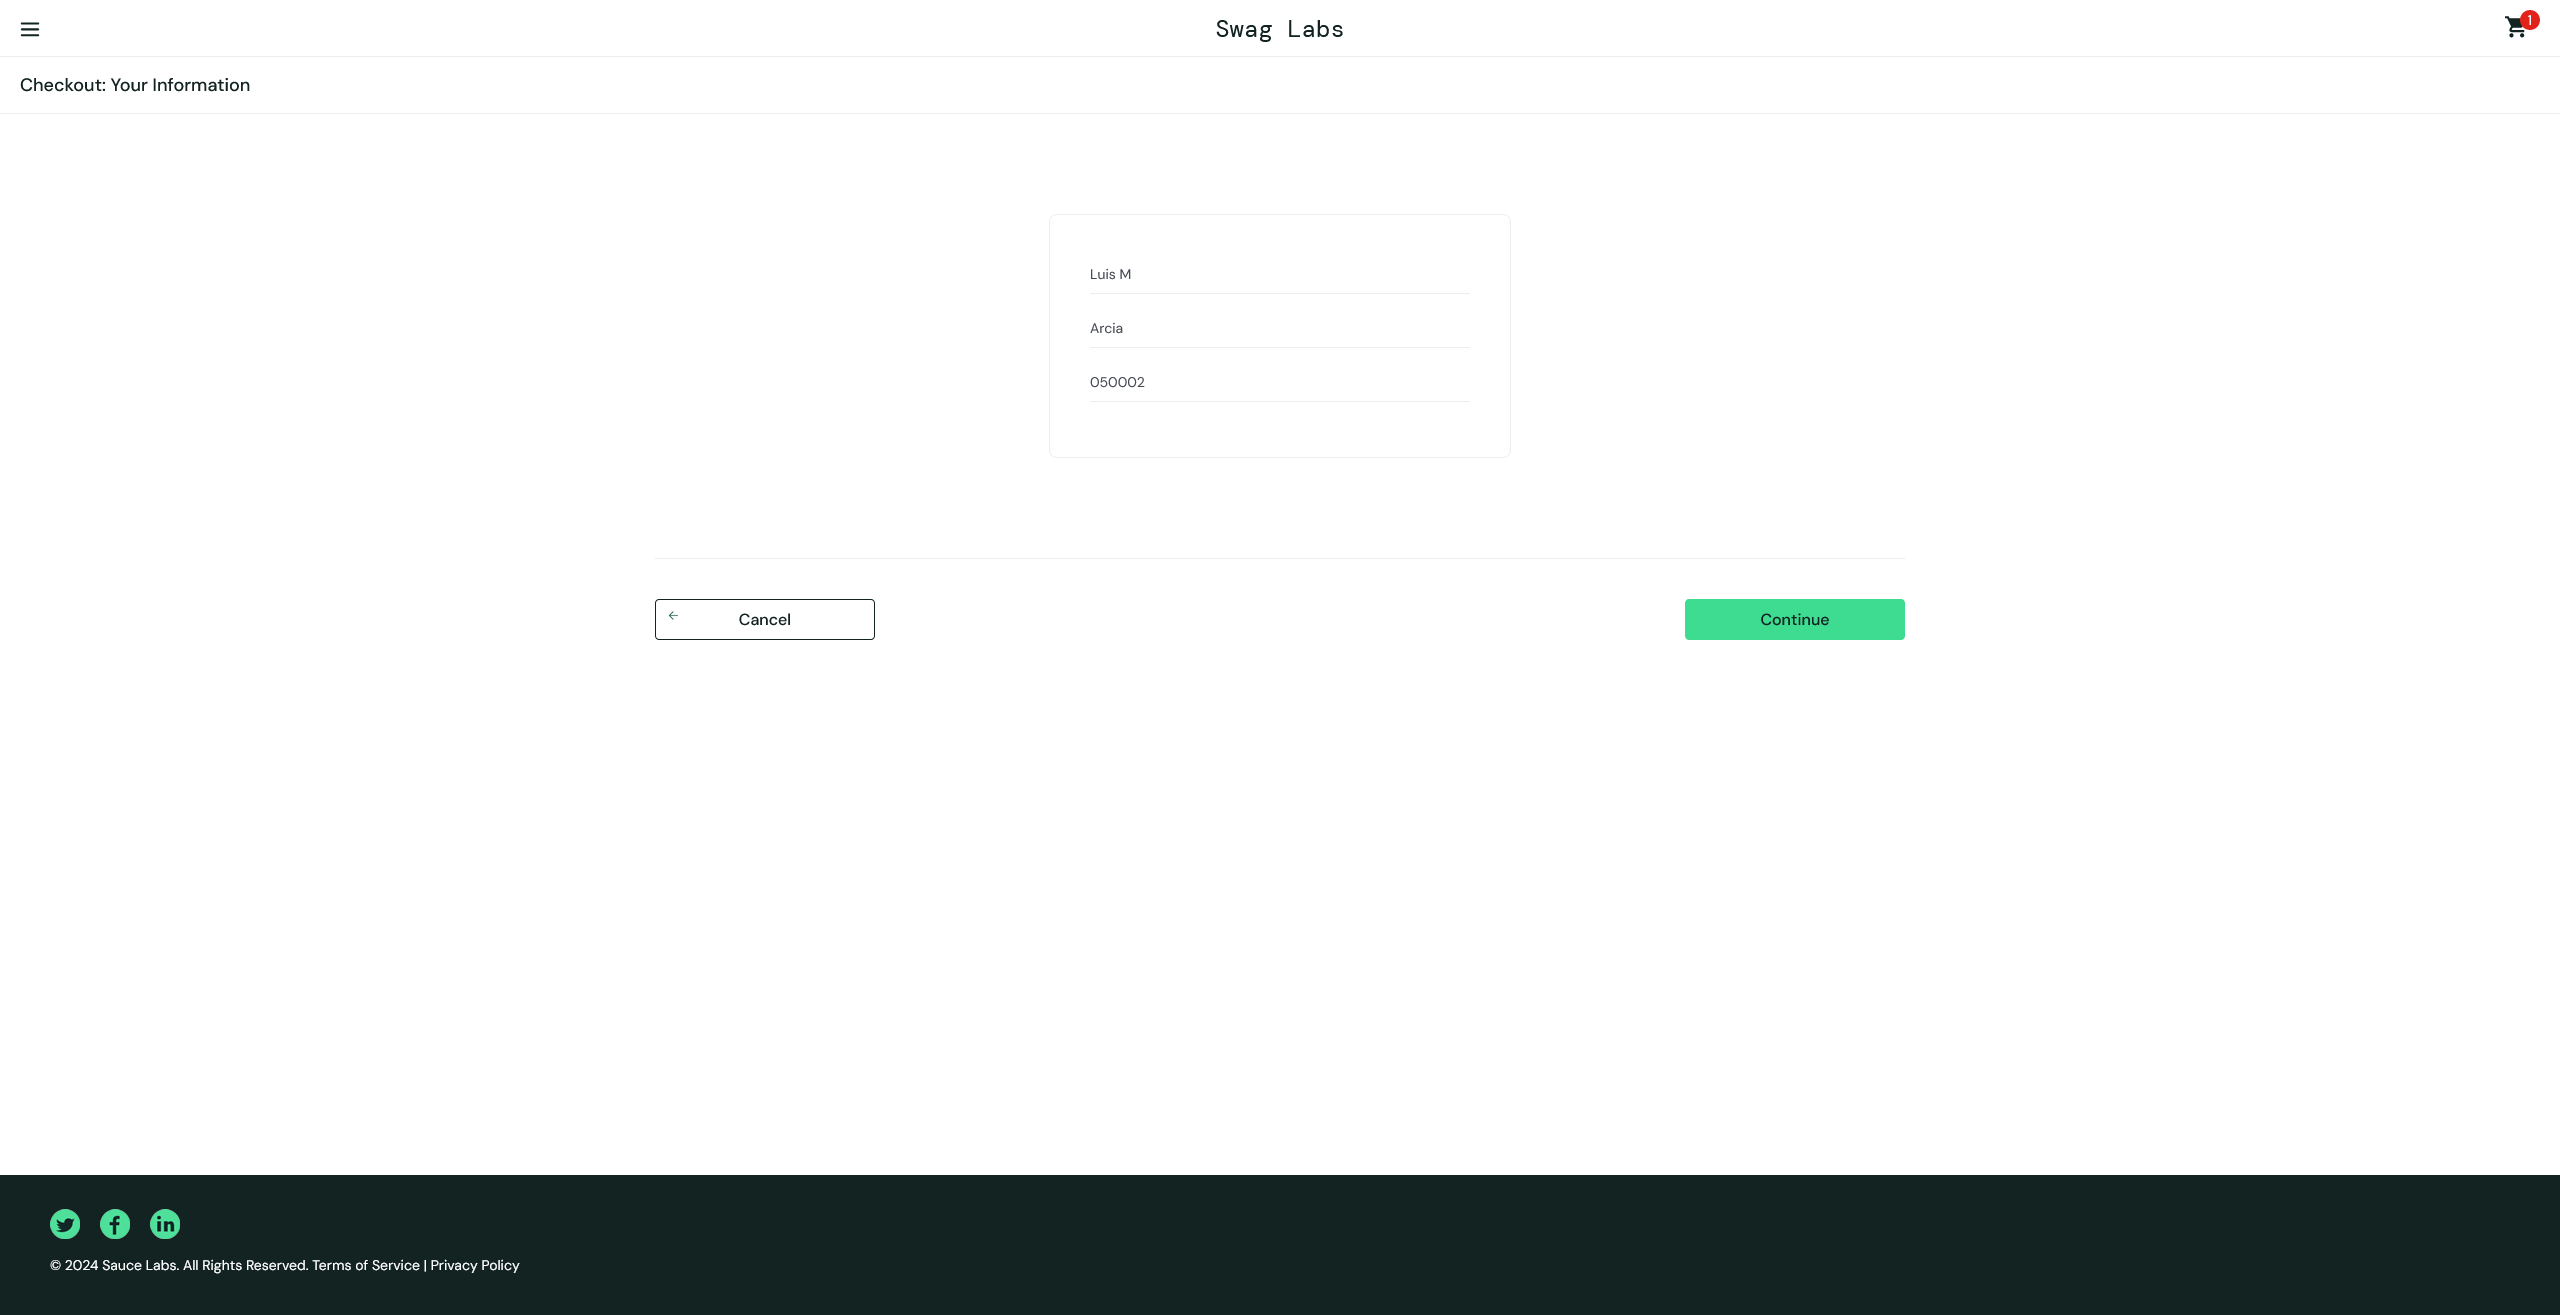 Swag Labs
1
Checkout: Your Information
Luis M
Arcia
050002
Cancel
Continue
© 2024 Sauce Labs. All Rights Reserved. Terms of Service | Privacy Policy